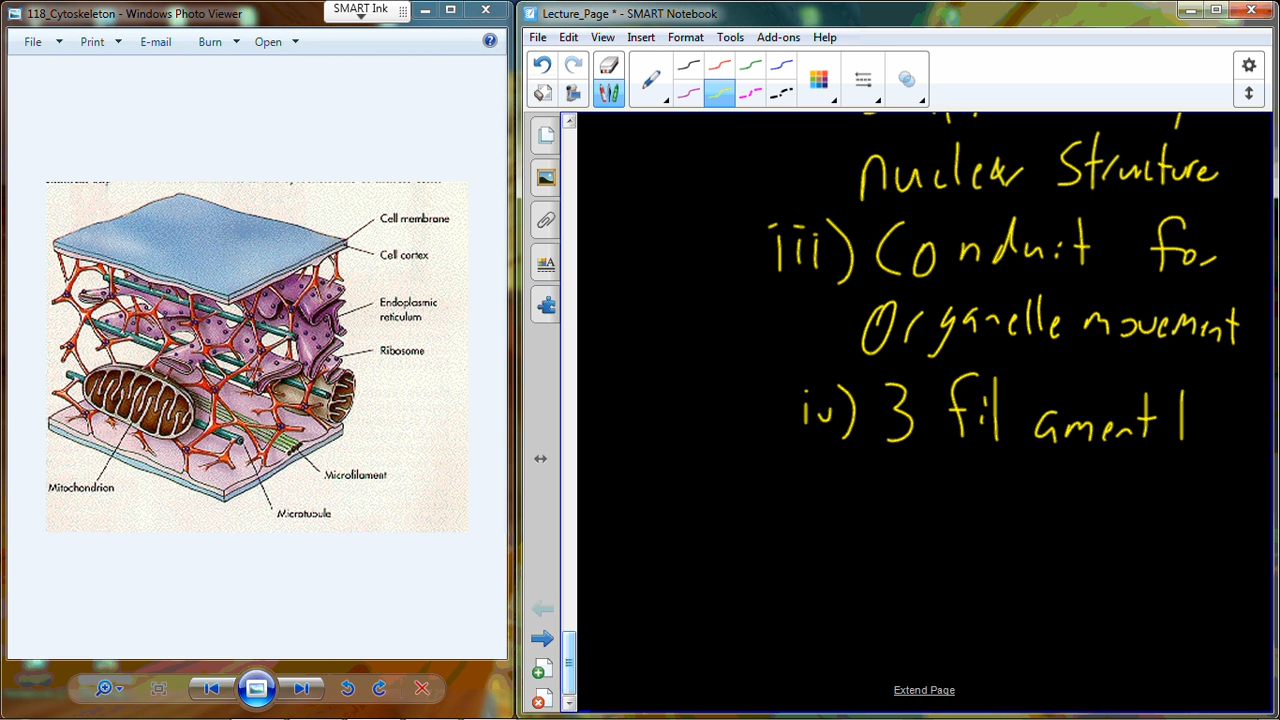 118_Cytoskeleton - Windows Photo Viewer
SMART Ink
File Print E-mail Burn Open
Cell membrane
Cell cortex
Endoplasmic
reticulum
Ribosome
Microfilament
Mitochondrion
Microtubule
Lecture_Page * - SMART Notebook
File Edit View Insert Format Tools Add-ons Help
nuclear Structure
iii) Conduit for
Organelle movement
iv) 3 filament
Extend Page